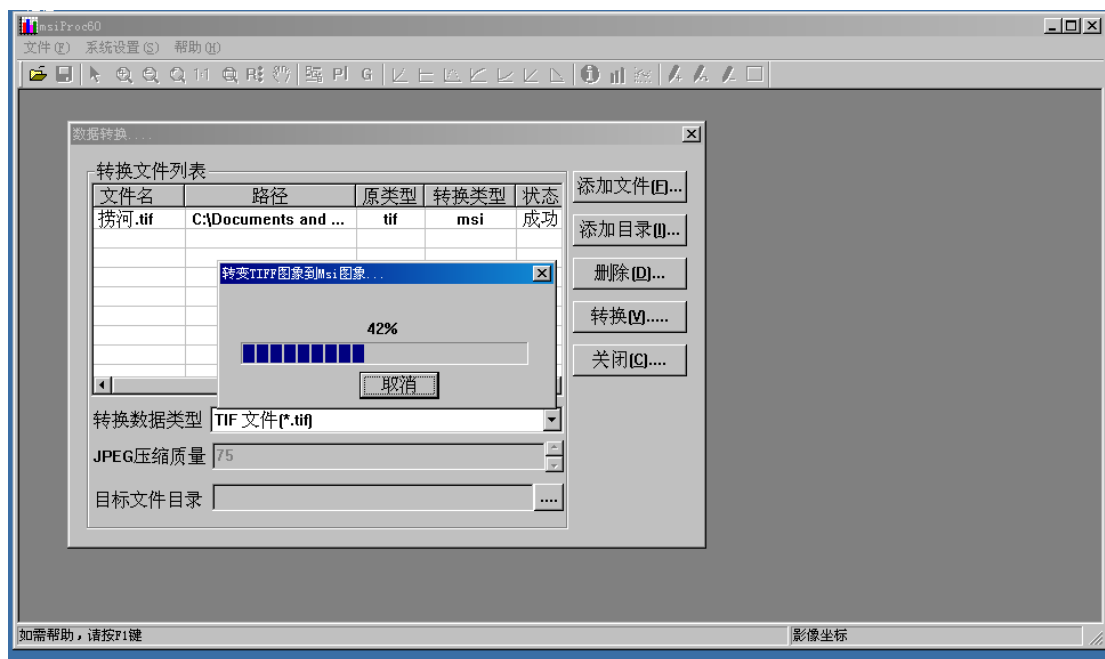 msiProc60
文件(F) 系统设置(S) 帮助(H)
1:1 PI G
数据转换....
转换文件列表
文件名 路径 原类型 转换类型 状态
捞河.tif C:\Documents and ... tif msi 成功
添加文件(F)...
添加目录(I)...
删除(D)...
转换(V).....
关闭(C)....
转变TIFF图象到Msi图象...
42%
取消
转换数据类型 TIF 文件(*.tif)
JPEG压缩质量 75
目标文件目录 ....
如需帮助，请按F1键 影像坐标